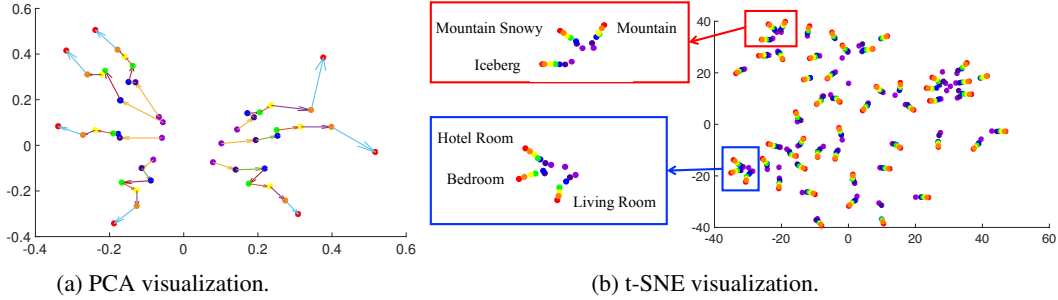 0.6
0.4
0.2
0
-0.2
-0.4
-0.4
-0.2
0
0.2
0.4
0.6
(a) PCA visualization.
Mountain Snowy
Mountain
Iceberg
Hotel Room
Bedroom
Living Room
40
20
0
-20
-40
-40
-20
0
20
40
60
(b) t-SNE visualization.